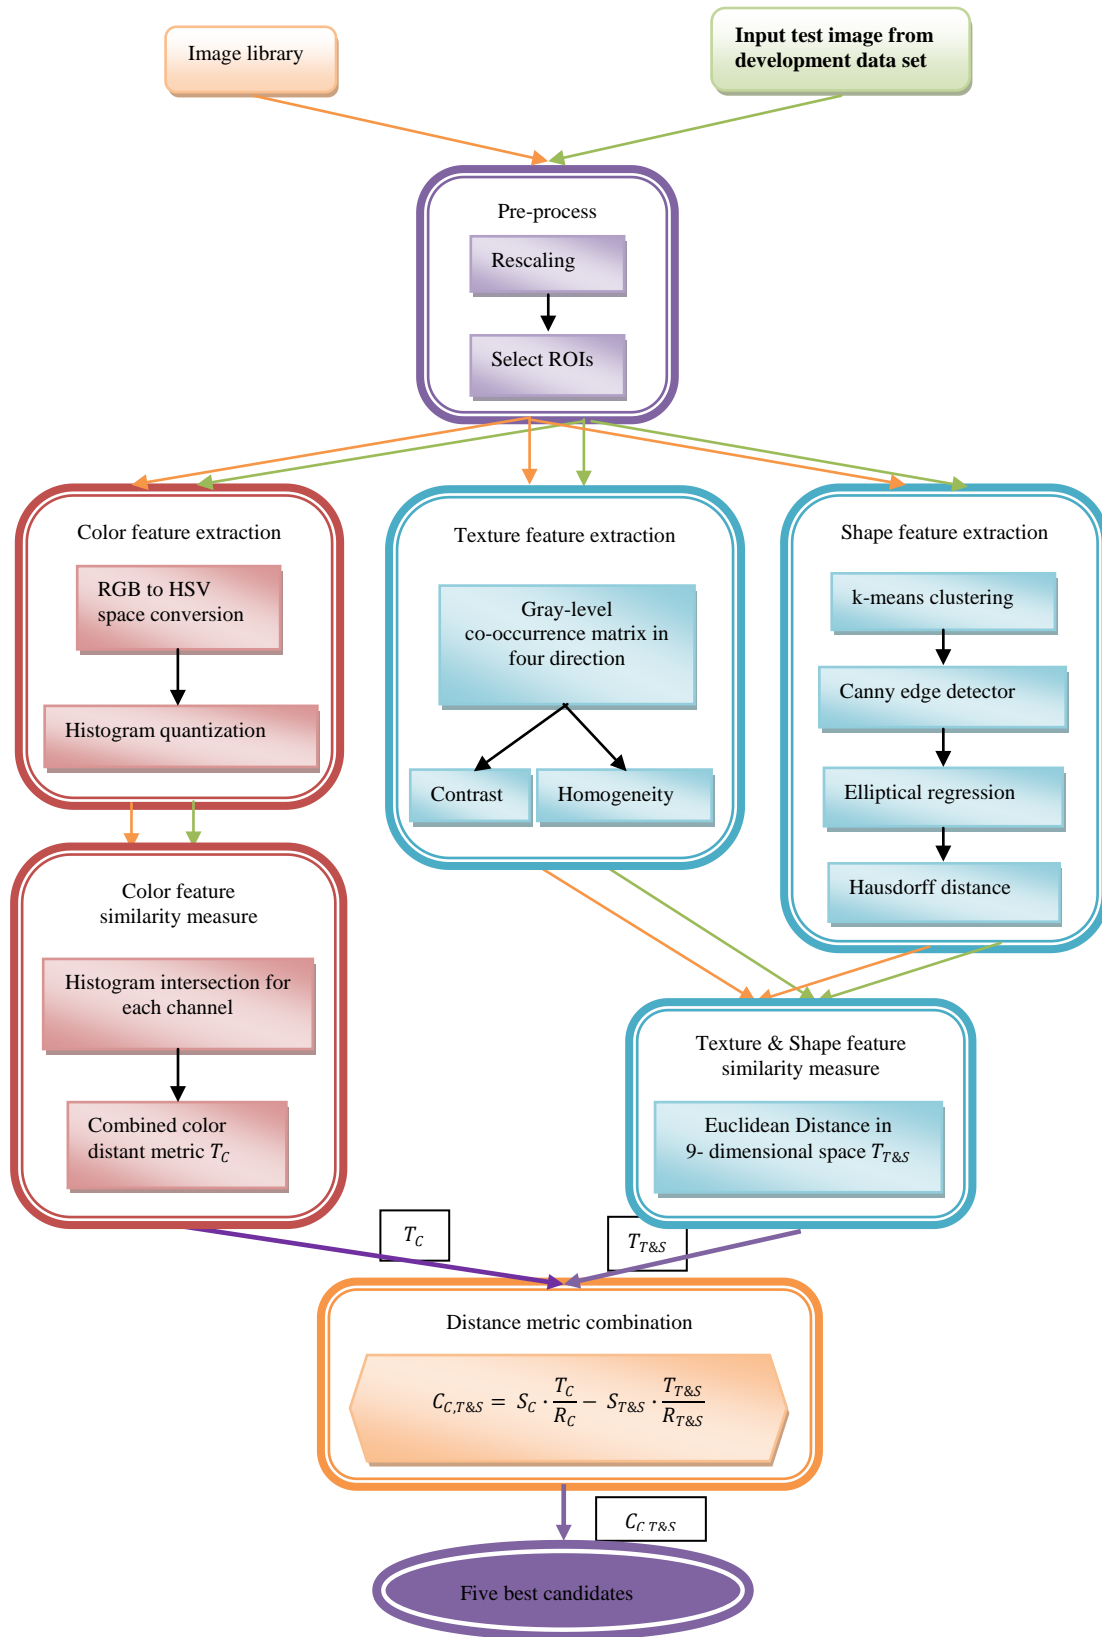 Image library
Input test image from
development data set
Pre-process
Rescaling
Select ROIs
Color feature extraction
RGB to HSV
space conversion
Histogram quantization
Texture feature extraction
Gray-level
co-occurrence matrix in
four direction
Contrast
Homogeneity
Shape feature extraction
k-means clustering
Canny edge detector
Elliptical regression
Hausdorff distance
Color feature
similarity measure
Histogram intersection for
each channel
Combined color
distant metric T_C
Texture & Shape feature
similarity measure
Euclidean Distance in
9- dimensional space T_{T&S}
T_C
T_{T&S}
Distance metric combination
C_{C,T&S} = S_C · T_C/R_C − S_{T&S} · T_{T&S}/R_{T&S}
C_{C,T&S}
Five best candidates